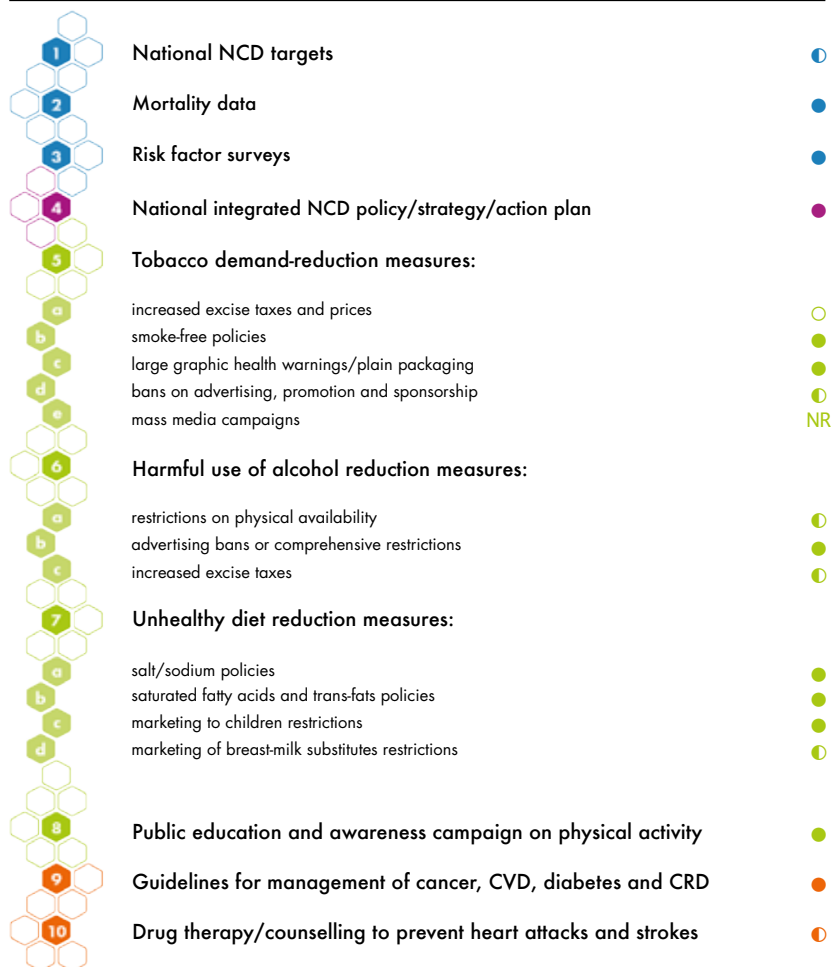 1 National NCD targets ◐
2 Mortality data ●
3 Risk factor surveys ●
4 National integrated NCD policy/strategy/action plan ●
5 Tobacco demand-reduction measures:
a increased excise taxes and prices ○
b smoke-free policies ●
c large graphic health warnings/plain packaging ●
d bans on advertising, promotion and sponsorship ◐
e mass media campaigns NR
6 Harmful use of alcohol reduction measures:
a restrictions on physical availability ◐
b advertising bans or comprehensive restrictions ●
c increased excise taxes ◐
7 Unhealthy diet reduction measures:
a salt/sodium policies ●
b saturated fatty acids and trans-fats policies ●
c marketing to children restrictions ●
d marketing of breast-milk substitutes restrictions ◐
8 Public education and awareness campaign on physical activity ●
9 Guidelines for management of cancer, CVD, diabetes and CRD ●
10 Drug therapy/counselling to prevent heart attacks and strokes ◐